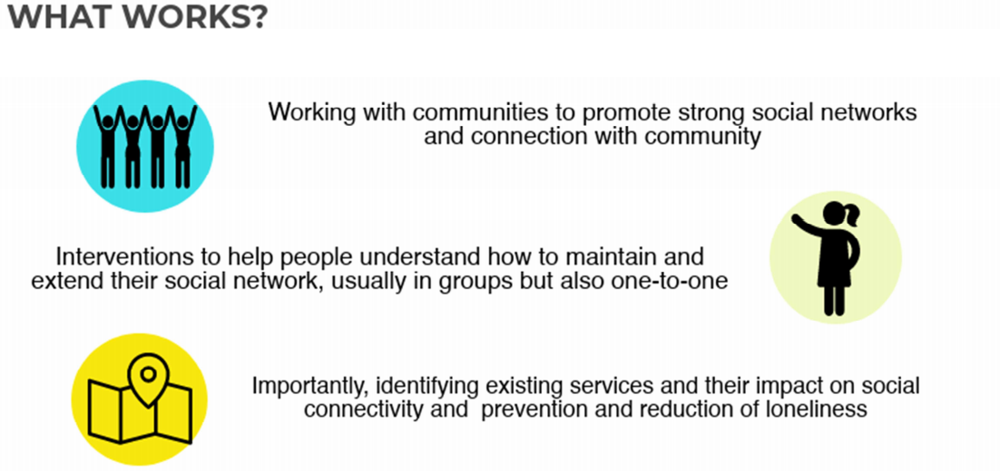 WHAT WORKS?
Working with communities to promote strong social networks
and connection with community
Interventions to help people understand how to maintain and
extend their social network, usually in groups but also one-to-one
Importantly, identifying existing services and their impact on social
connectivity and  prevention and reduction of loneliness